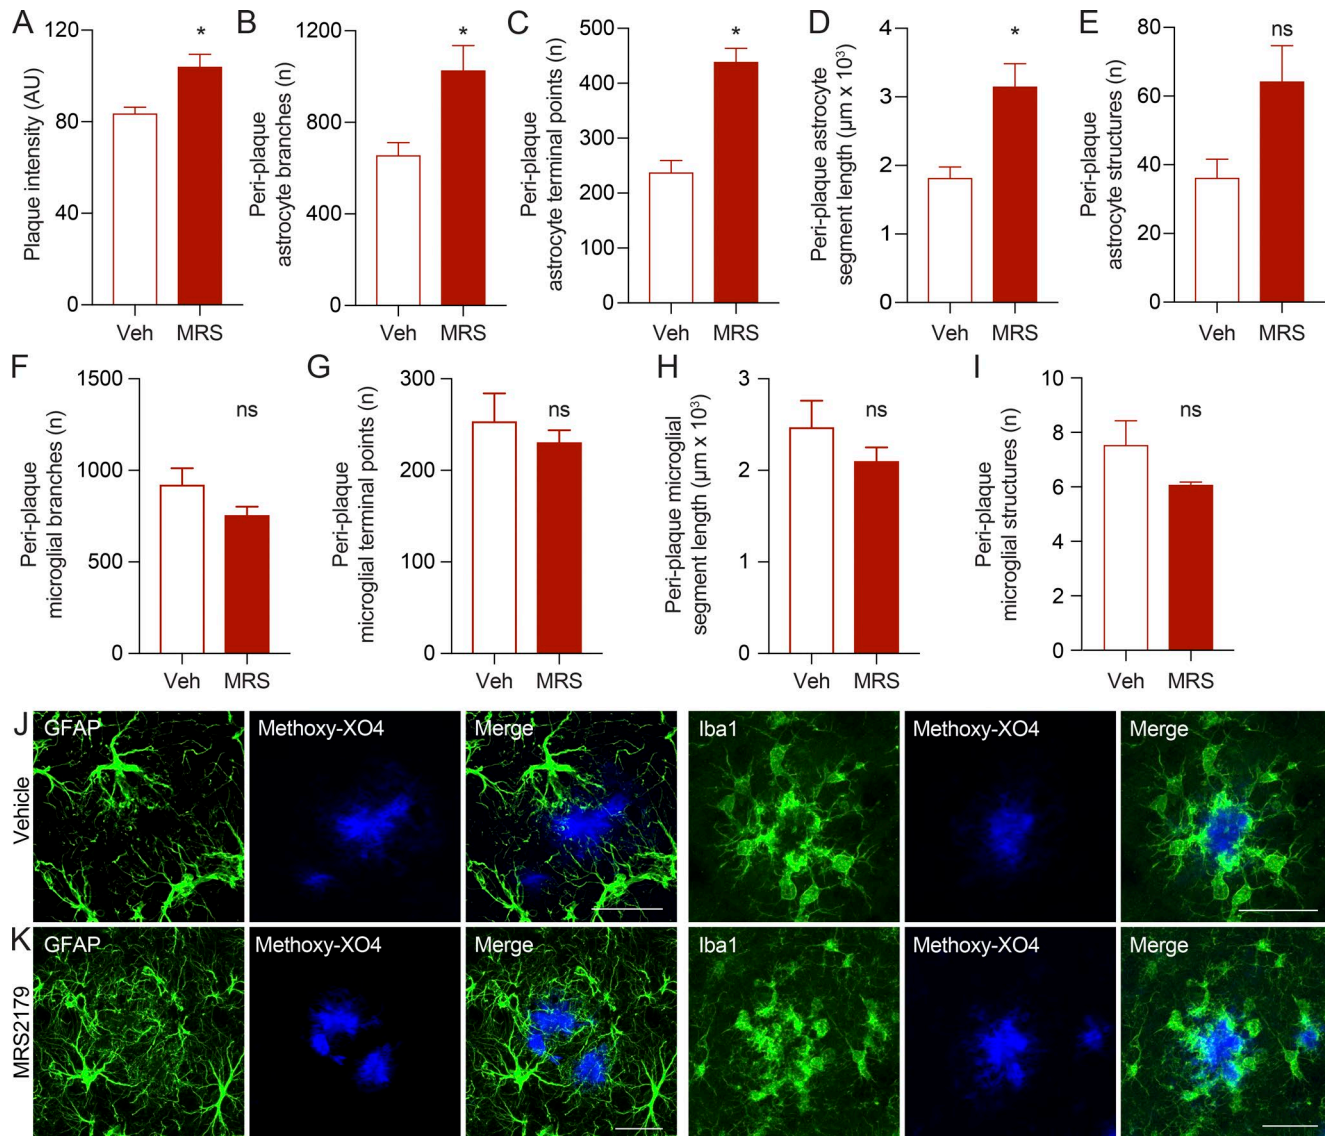 A
Plaque intensity (AU)
120
80
40
0
*
Veh MRS
B
Peri-plaque
astrocyte branches (n)
1200
800
400
0
*
Veh MRS
C
Peri-plaque
astrocyte terminal points (n)
500
400
300
200
100
0
*
Veh MRS
D
Peri-plaque astrocyte
segment length (µm x 10³)
4
3
2
1
0
*
Veh MRS
E
Peri-plaque
astrocyte structures (n)
80
60
40
20
0
ns
Veh MRS
F
Peri-plaque
microglial branches (n)
1500
1000
500
0
ns
Veh MRS
G
Peri-plaque
microglial terminal points (n)
300
200
100
0
ns
Veh MRS
H
Peri-plaque microglial
segment length (µm x 10³)
3
2
1
0
ns
Veh MRS
I
Peri-plaque
microglial structures (n)
10
8
6
4
2
0
ns
Veh MRS
J
Vehicle
GFAP Methoxy-XO4 Merge Iba1 Methoxy-XO4 Merge
K
MRS2179
GFAP Methoxy-XO4 Merge Iba1 Methoxy-XO4 Merge